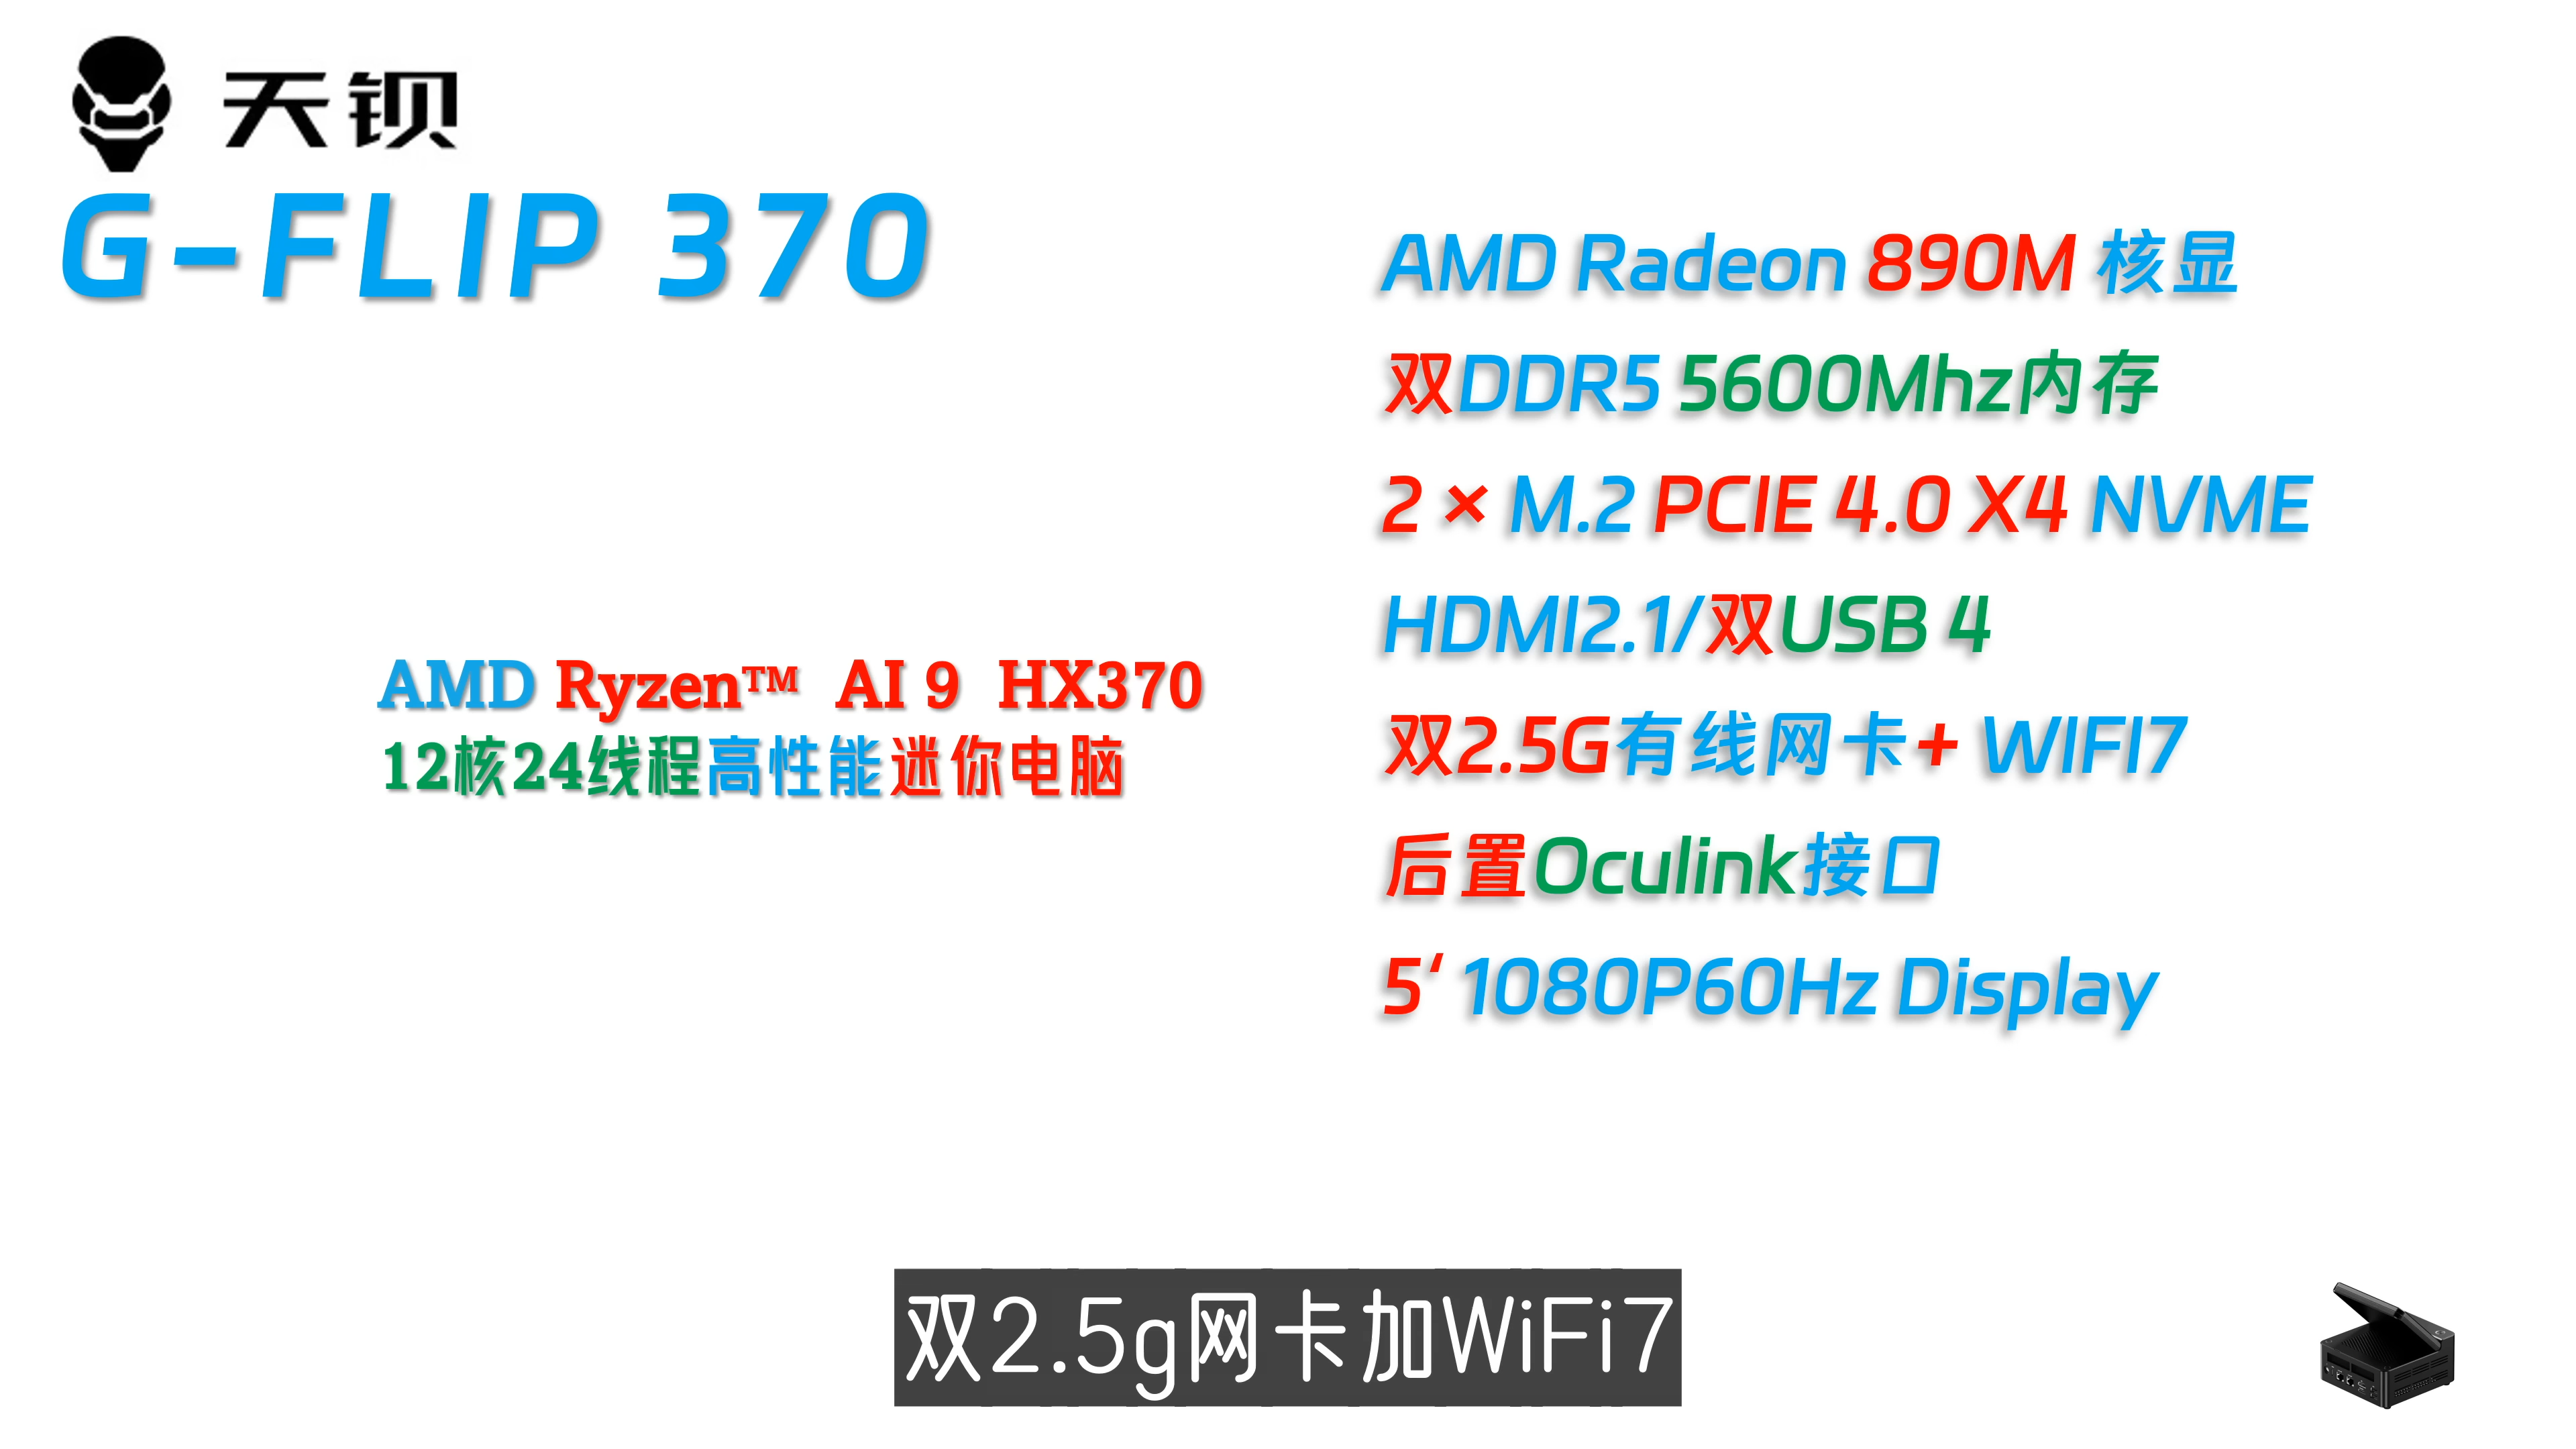 天钡
G-FLIP 370
AMD Ryzen™ AI 9 HX370
12核24线程高性能迷你电脑
AMD Radeon 890M 核显
双DDR5 5600Mhz内存
2 × M.2 PCIE 4.0 X4 NVME
HDMI2.1/双USB 4
双2.5G有线网卡+ WIFI7
后置Oculink接口
5‘ 1080P60Hz Display
双2.5g网卡加WiFi7